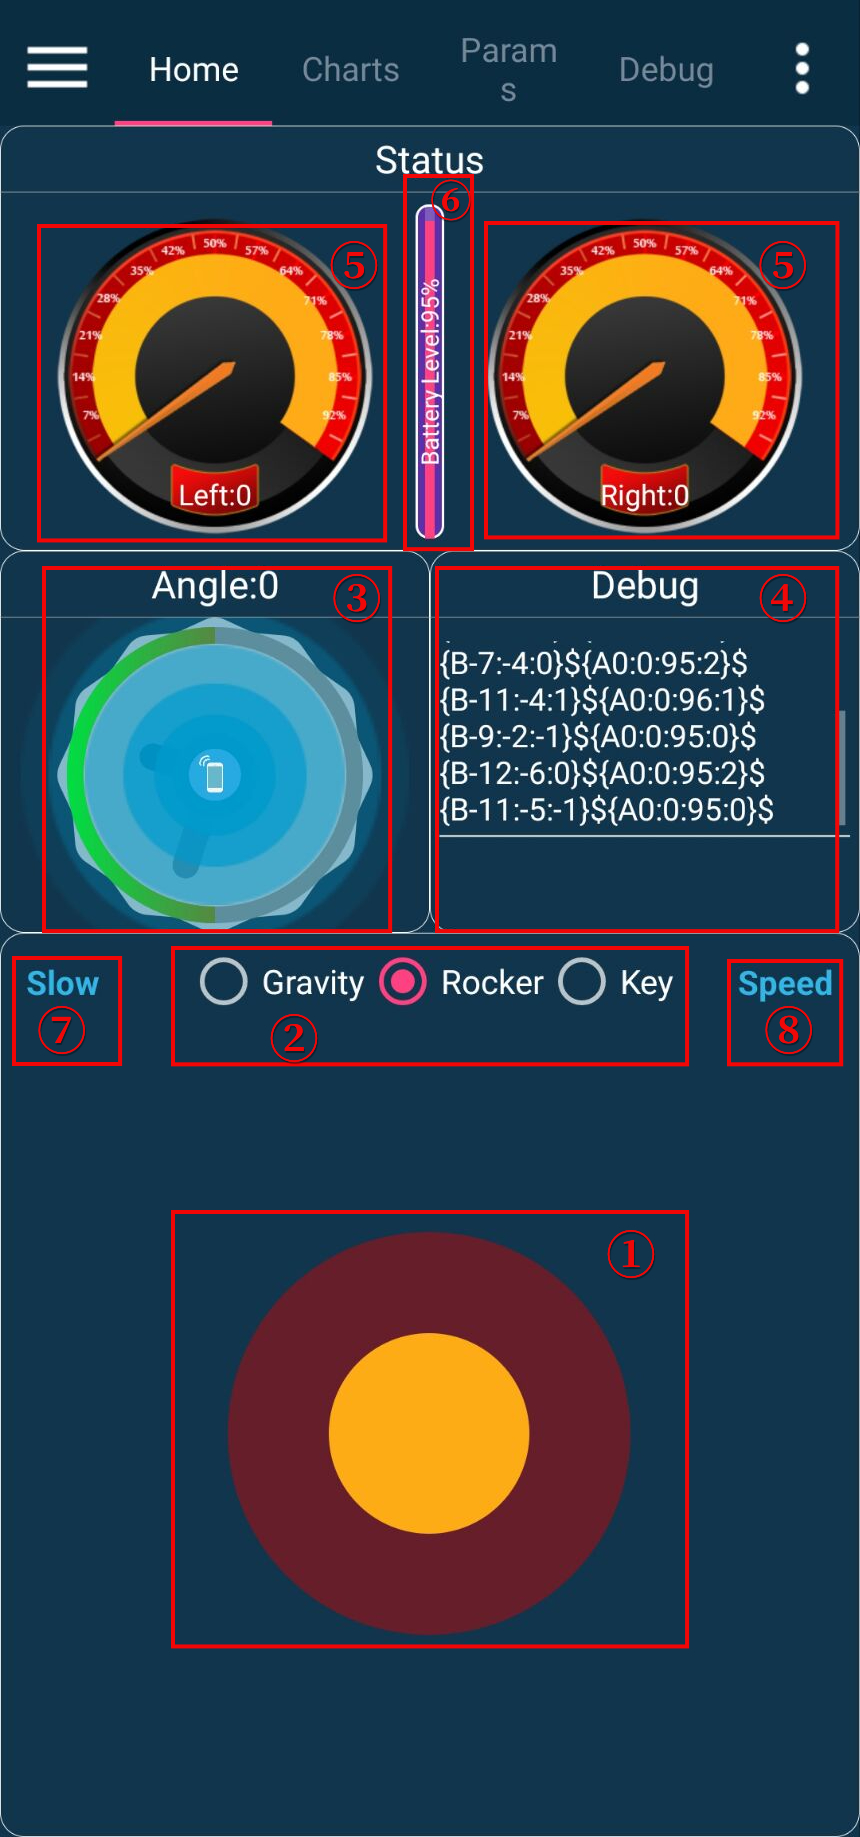 Home
Charts
Param
s
Debug
Status
⑥
⑤
⑤
7%
14%
21%
28%
35%
42%
50%
57%
64%
71%
78%
85%
92%
Left:0
Battery Level:95%
7%
14%
21%
28%
35%
42%
50%
57%
64%
71%
78%
85%
92%
Right:0
Angle:0
③
Debug
④
{B-7:-4:0}${A0:0:95:2}$
{B-11:-4:1}${A0:0:96:1}$
{B-9:-2:-1}${A0:0:95:0}$
{B-12:-6:0}${A0:0:95:2}$
{B-11:-5:-1}${A0:0:95:0}$
Slow
⑦
Gravity
Rocker
Key
②
Speed
⑧
①